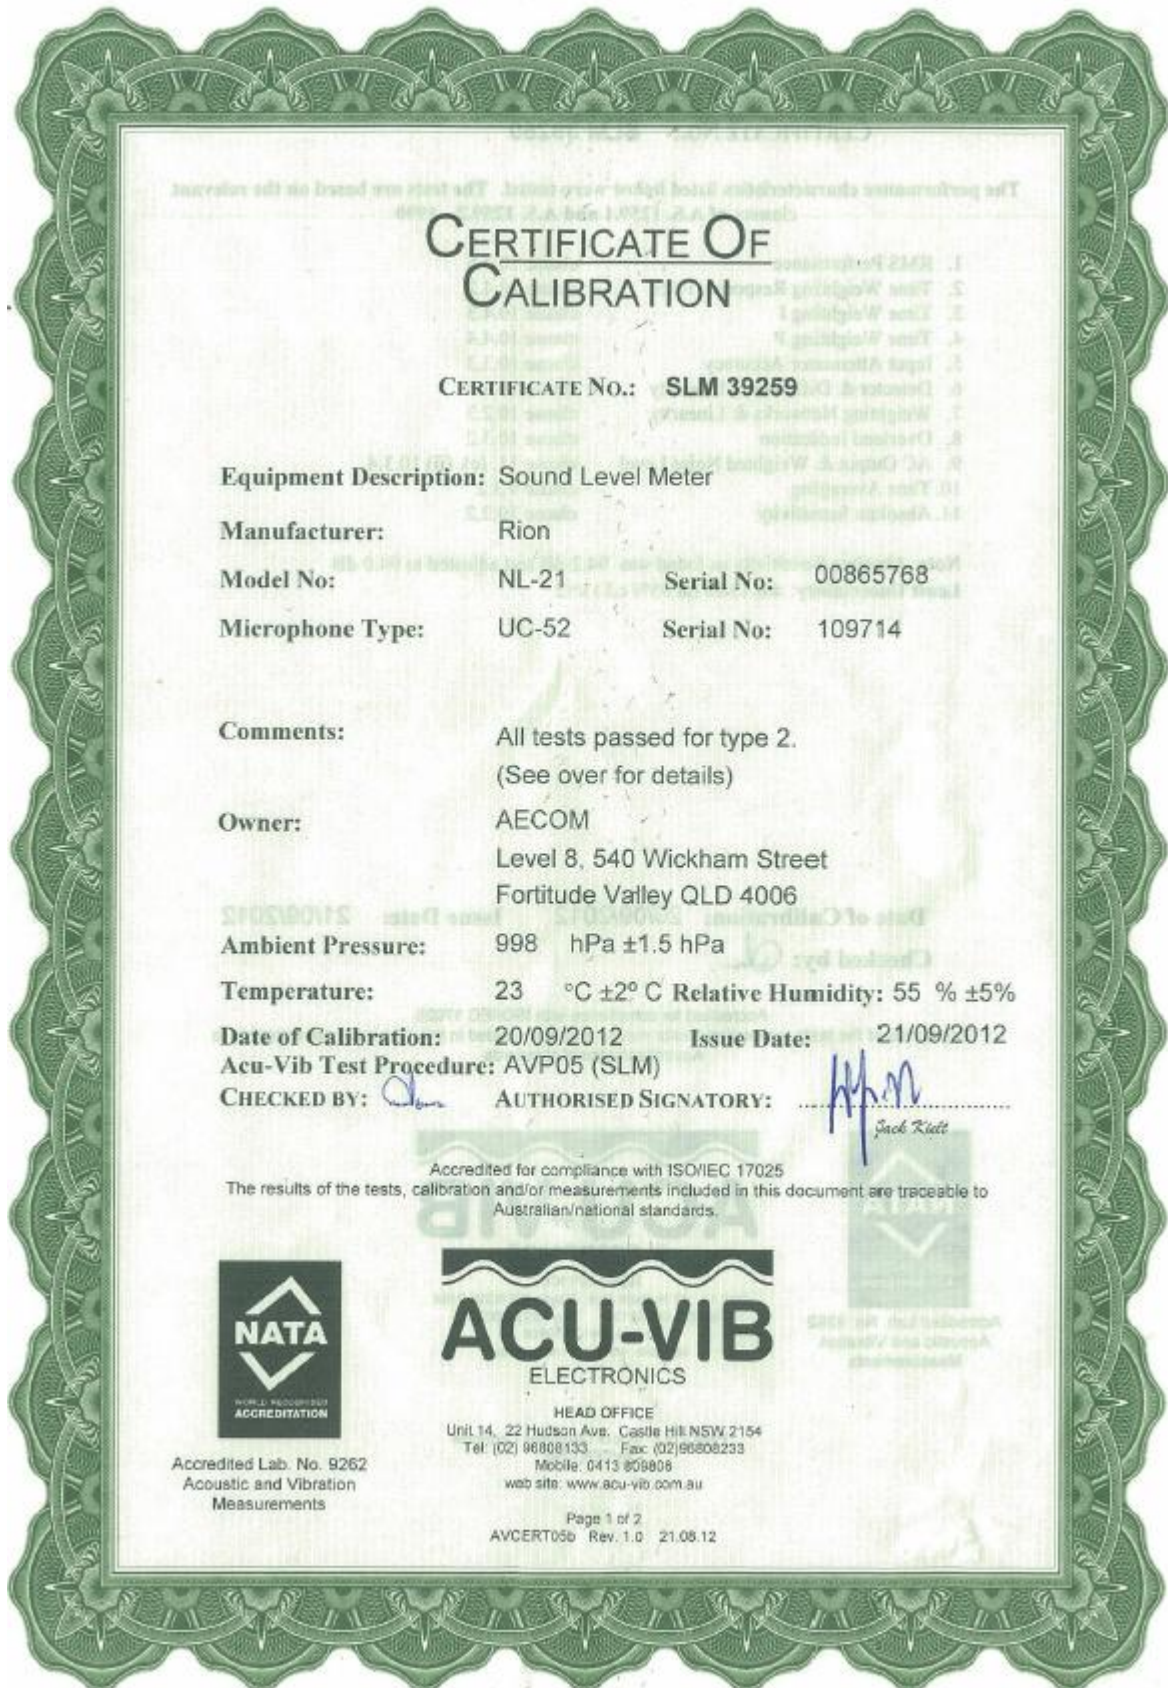 CERTIFICATE OF
CALIBRATION
CERTIFICATE NO.: SLM 39259
Equipment Description: Sound Level Meter
Manufacturer: Rion
Model No: NL-21 Serial No: 00865768
Microphone Type: UC-52 Serial No: 109714
Comments: All tests passed for type 2.
(See over for details)
Owner: AECOM
Level 8, 540 Wickham Street
Fortitude Valley QLD 4006
Ambient Pressure: 998 hPa ±1.5 hPa
Temperature: 23 °C ±2° C Relative Humidity: 55 % ±5%
Date of Calibration: 20/09/2012 Issue Date: 21/09/2012
Acu-Vib Test Procedure: AVP05 (SLM)
CHECKED BY: AUTHORISED SIGNATORY:
Jack Kielt
Accredited for compliance with ISO/IEC 17025
The results of the tests, calibration and/or measurements included in this document are traceable to
Australian/national standards.
NATA
WORLD RECOGNISED
ACCREDITATION
Accredited Lab. No. 9262
Acoustic and Vibration
Measurements
ACU-VIB
ELECTRONICS
HEAD OFFICE
Unit 14, 22 Hudson Ave. Castle Hill NSW 2154
Tel: (02) 96808133 Fax: (02)96808233
Mobile: 0413 809806
web site: www.acu-vib.com.au
Page 1 of 2
AVCERT05b Rev. 1.0 21.08.12